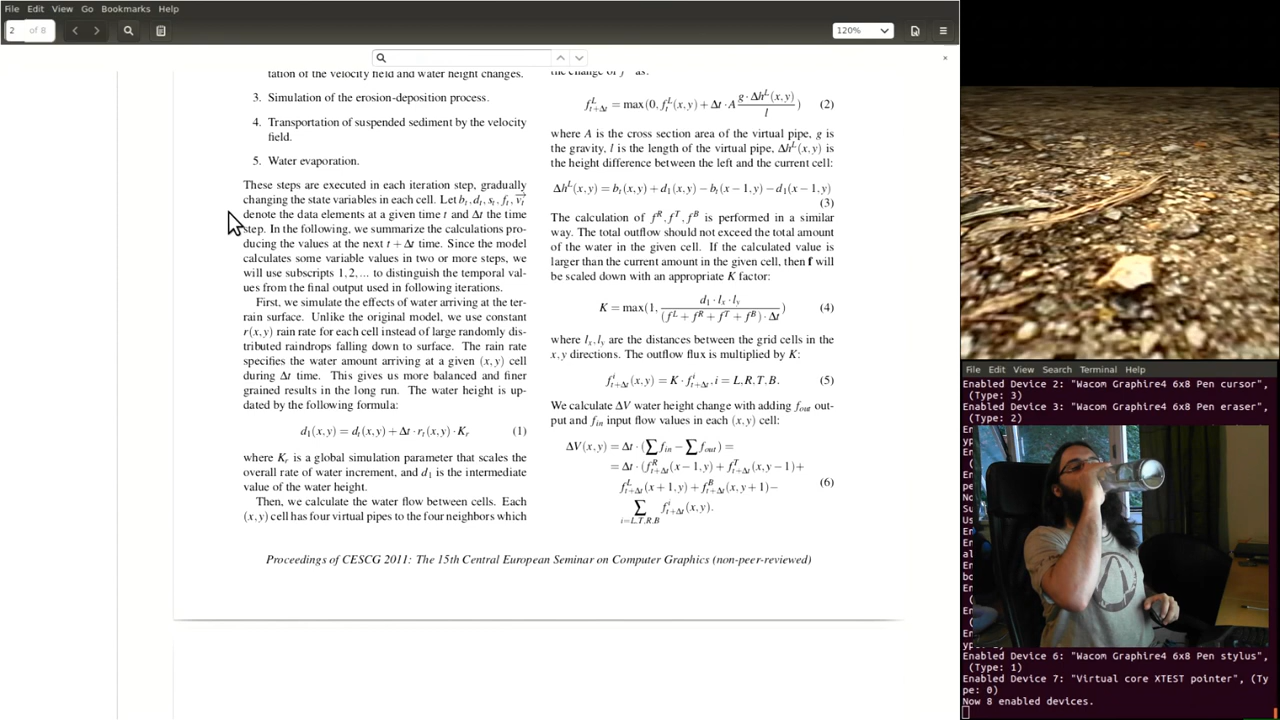 File Edit View Go Bookmarks Help
2 of 8
120%
tation of the velocity field and water height changes.
3. Simulation of the erosion-deposition process.
4. Transportation of suspended sediment by the velocity
field.
5. Water evaporation.
These steps are executed in each iteration step, gradually
changing the state variables in each cell. Let b_t, d_t, s_t, f_t, \vec{v_t}
denote the data elements at a given time t and Δt the time
step. In the following, we summarize the calculations pro-
ducing the values at the next t + Δt time. Since the model
calculates some variable values in two or more steps, we
will use subscripts 1,2,... to distinguish the temporal val-
ues from the final output used in following iterations.
First, we simulate the effects of water arriving at the ter-
rain surface. Unlike the original model, we use constant
r(x,y) rain rate for each cell instead of large randomly dis-
tributed raindrops falling down to surface. The rain rate
specifies the water amount arriving at a given (x,y) cell
during Δt time. This gives us more balanced and finer
grained results in the long run. The water height is up-
dated by the following formula:
d_1(x,y) = d_t(x,y) + Δt · r_t(x,y) · K_r (1)
where K_r is a global simulation parameter that scales the
overall rate of water increment, and d_1 is the intermediate
value of the water height.
Then, we calculate the water flow between cells. Each
(x,y) cell has four virtual pipes to the four neighbors which
the change of f as:
f^L_{t+Δt} = max(0, f^L_t(x,y) + Δt · A \frac{g · Δh^L(x,y)}{l}) (2)
where A is the cross section area of the virtual pipe, g is
the gravity, l is the length of the virtual pipe, Δh^L(x,y) is
the height difference between the left and the current cell:
Δh^L(x,y) = b_t(x,y) + d_1(x,y) − b_t(x−1,y) − d_1(x−1,y)
(3)
The calculation of f^R, f^T, f^B is performed in a similar
way. The total outflow should not exceed the total amount
of the water in the given cell. If the calculated value is
larger than the current amount in the given cell, then f will
be scaled down with an appropriate K factor:
K = max(1, \frac{d_1 · l_x · l_y}{(f^L + f^R + f^T + f^B) · Δt}) (4)
where l_x, l_y are the distances between the grid cells in the
x,y directions. The outflow flux is multiplied by K:
f^i_{t+Δt}(x,y) = K · f^i_{t+Δt}, i = L,R,T,B. (5)
We calculate ΔV water height change with adding f_{out} out-
put and f_{in} input flow values in each (x,y) cell:
ΔV(x,y) = Δt · (∑ f_{in} − ∑ f_{out}) =
= Δt · (f^R_{t+Δt}(x−1,y) + f^T_{t+Δt}(x,y−1)+
f^L_{t+Δt}(x+1,y) + f^B_{t+Δt}(x,y+1)− (6)
∑_{i=L,T,R,B} f^i_{t+Δt}(x,y).
Proceedings of CESCG 2011: The 15th Central European Seminar on Computer Graphics (non-peer-reviewed)
File Edit View Search Terminal Help
Enabled Device 2: "Wacom Graphire4 6x8 Pen cursor",
(Type: 3)
Enabled Device 3: "Wacom Graphire4 6x8 Pen eraser",
(Type: 2)
Enabled Device 6: "Wacom Graphire4 6x8 Pen stylus",
(Type: 1)
Enabled Device 7: "Virtual core XTEST pointer", (Ty
pe: 0)
Now 8 enabled devices.